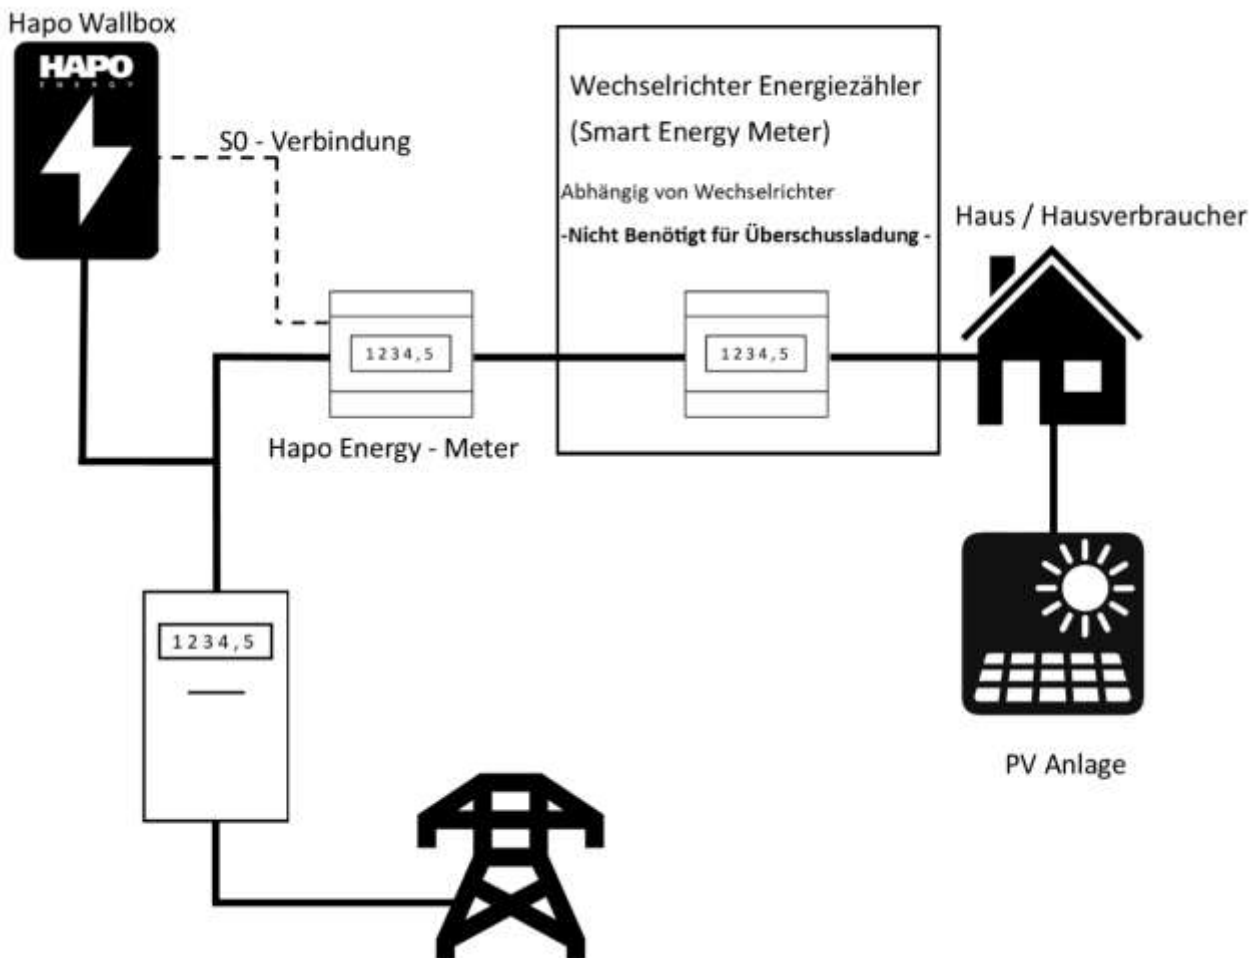 Hapo Wallbox
HAPO
ENERGY
S0 - Verbindung
Wechselrichter Energiezähler
(Smart Energy Meter)
Abhängig von Wechselrichter
-Nicht Benötigt für Überschussladung -
Haus / Hausverbraucher
1234,5
1234,5
Hapo Energy - Meter
1234,5
PV Anlage